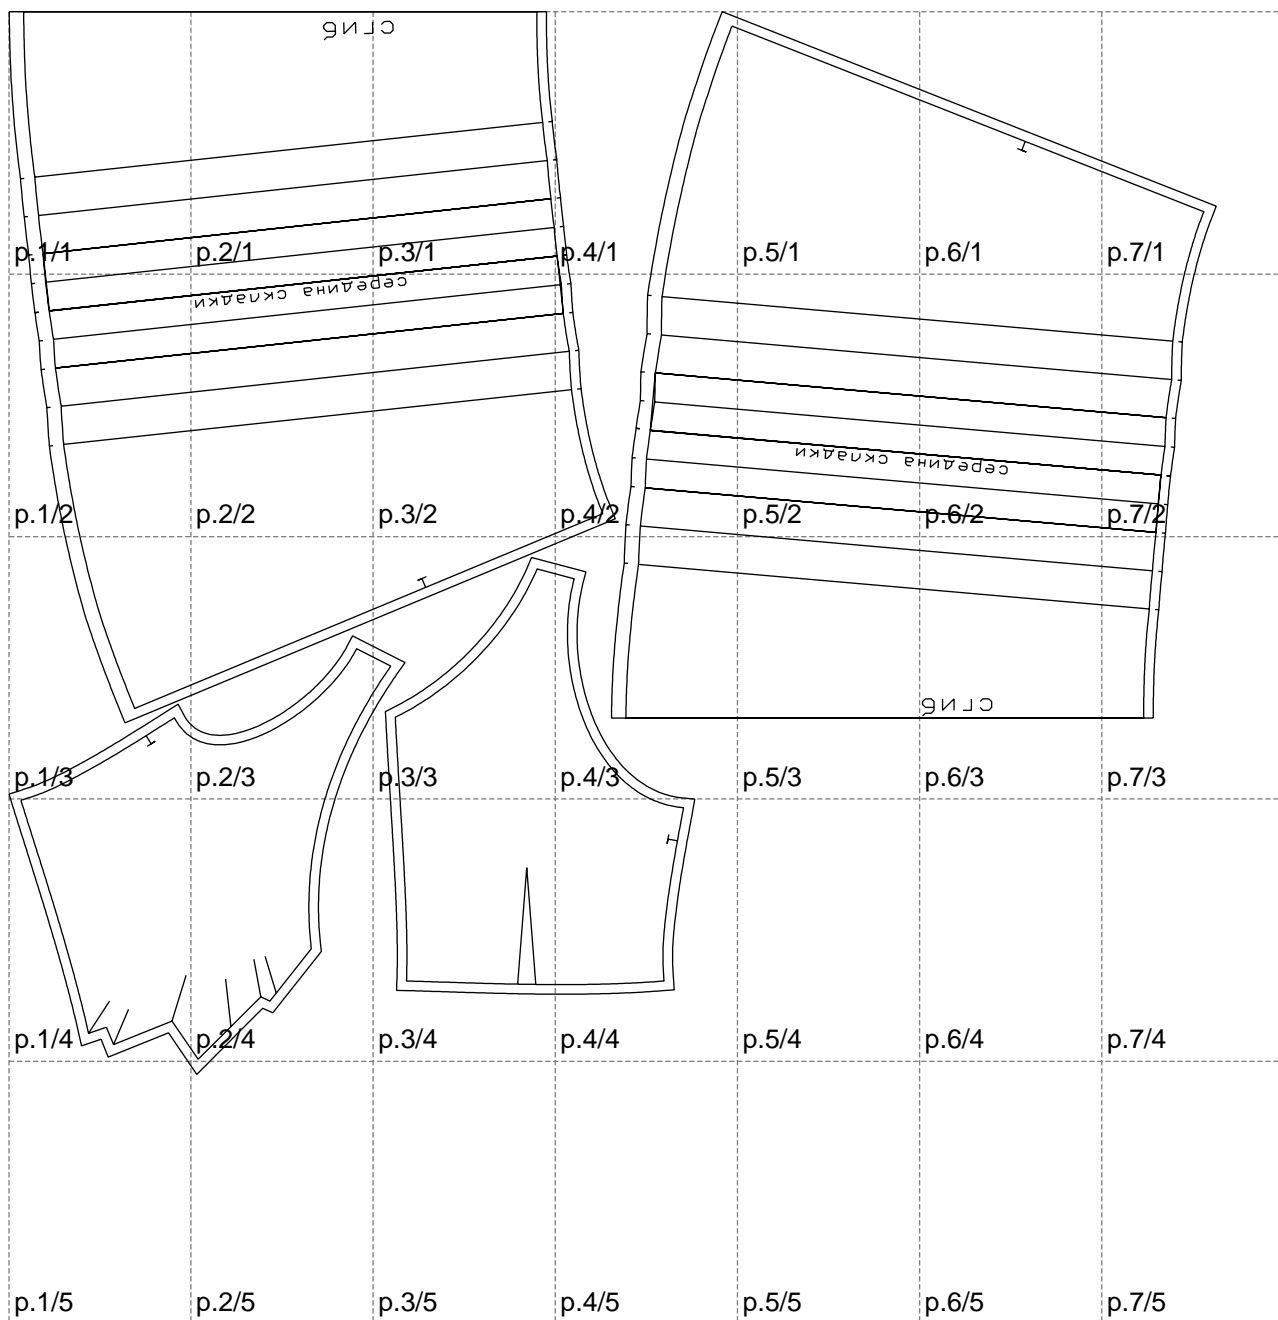 сгиб
p.1/1 p.2/1 p.3/1 p.4/1 p.5/1 p.6/1 p.7/1
середина складки
середина складки
p.1/2 p.2/2 p.3/2 p.4/2 p.5/2 p.6/2 p.7/2
сгиб
p.1/3 p.2/3 p.3/3 p.4/3 p.5/3 p.6/3 p.7/3
p.1/4 p.2/4 p.3/4 p.4/4 p.5/4 p.6/4 p.7/4
p.1/5 p.2/5 p.3/5 p.4/5 p.5/5 p.6/5 p.7/5